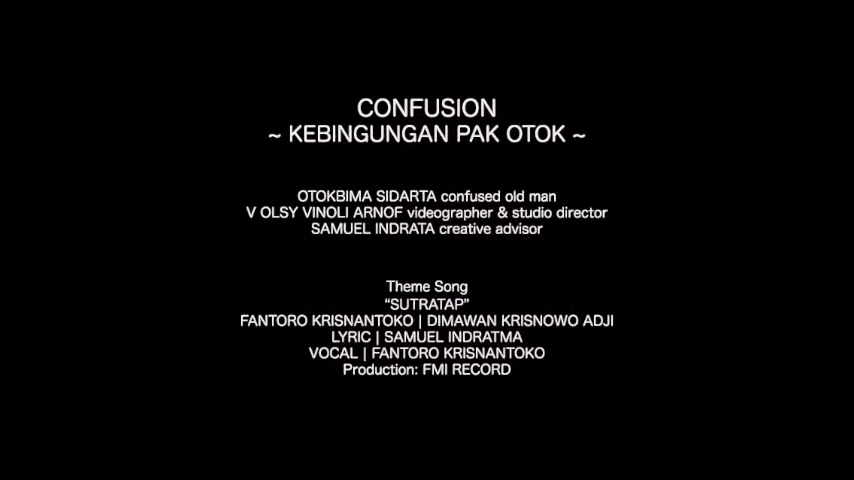 CONFUSION
~ KEBINGUNGAN PAK OTOK ~
OTOKBIMA SIDARTA confused old man
V OLSY VINOLI ARNOF videographer & studio director
SAMUEL INDRATA creative advisor
Theme Song
“SUTRATAP”
FANTORO KRISNANTOKO | DIMAWAN KRISNOWO ADJI
LYRIC | SAMUEL INDRATMA
VOCAL | FANTORO KRISNANTOKO
Production: FMI RECORD